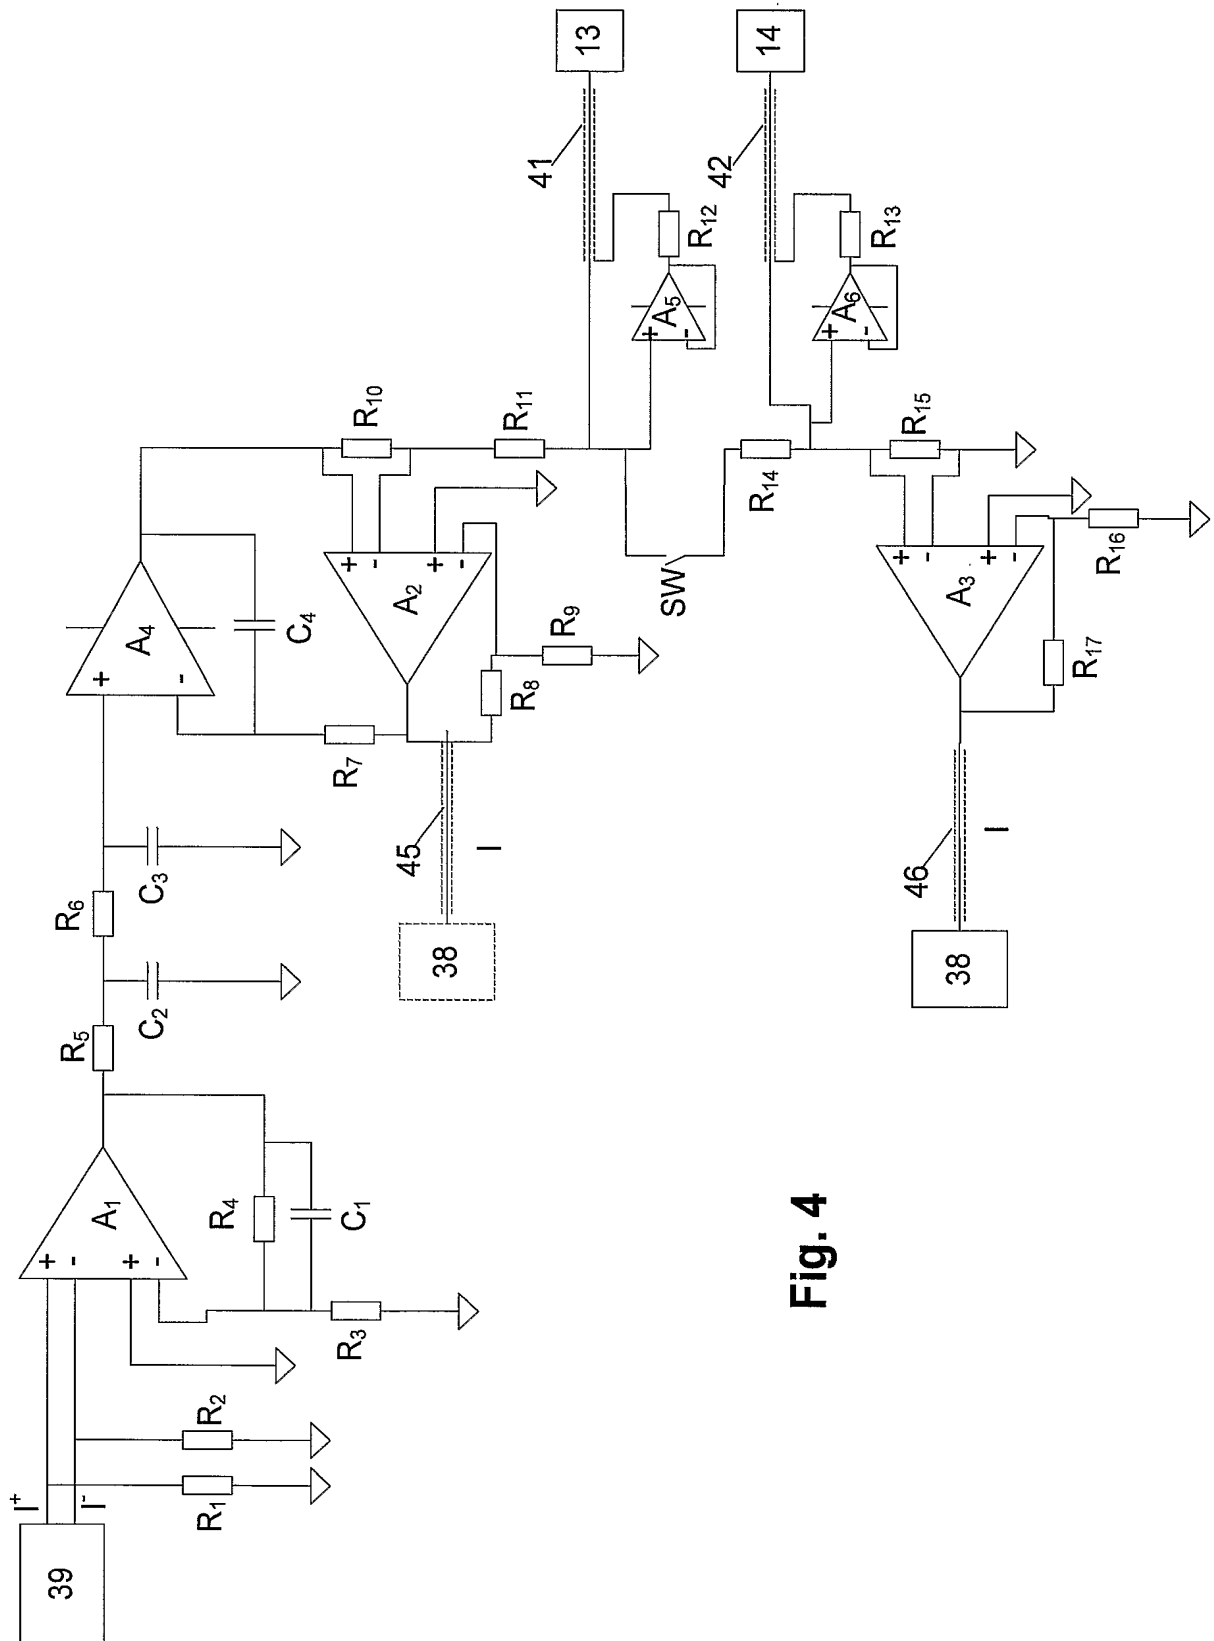 39
I+
I-
R1
R2
+
-
+
-
A1
R3
R4
C1
R5
C2
R6
C3
+
-
A4
C4
R7
38
45
I
R8
R9
A2
+
-
+
-
R10
R11
41
13
+
-
A5
R12
SW
R14
42
14
+
-
A6
R13
R15
+
-
+
-
A3
R16
R17
46
I
38
Fig. 4